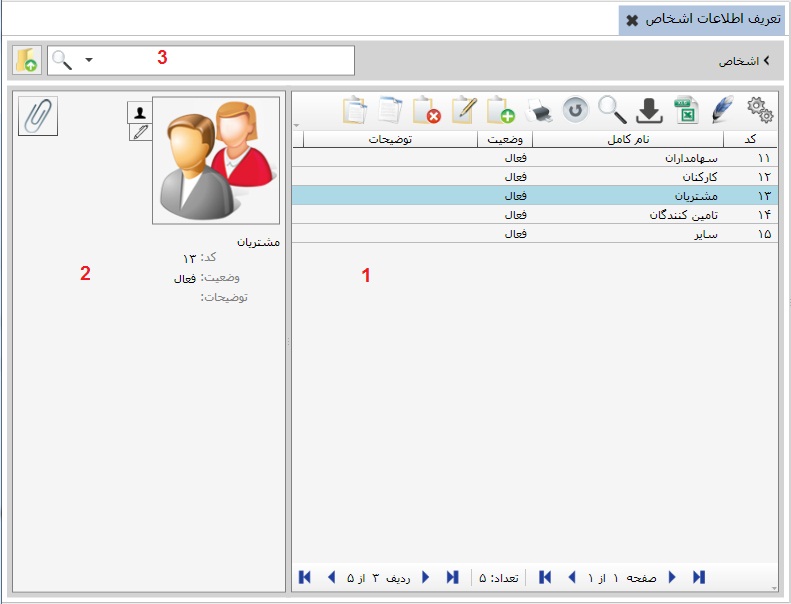 تعریف اطلاعات اشخاص
اشخاص
3
کد نام کامل وضعیت توضیحات
۱۱ سهامداران فعال
۱۲ کارکنان فعال
۱۳ مشتریان فعال
۱۴ تامین کنندگان فعال
۱۵ سایر فعال
1
صفحه ۱ از ۱ تعداد: ۵ ردیف ۳ از ۵
مشتریان
کد: ۱۳
وضعیت: فعال
توضیحات:
2